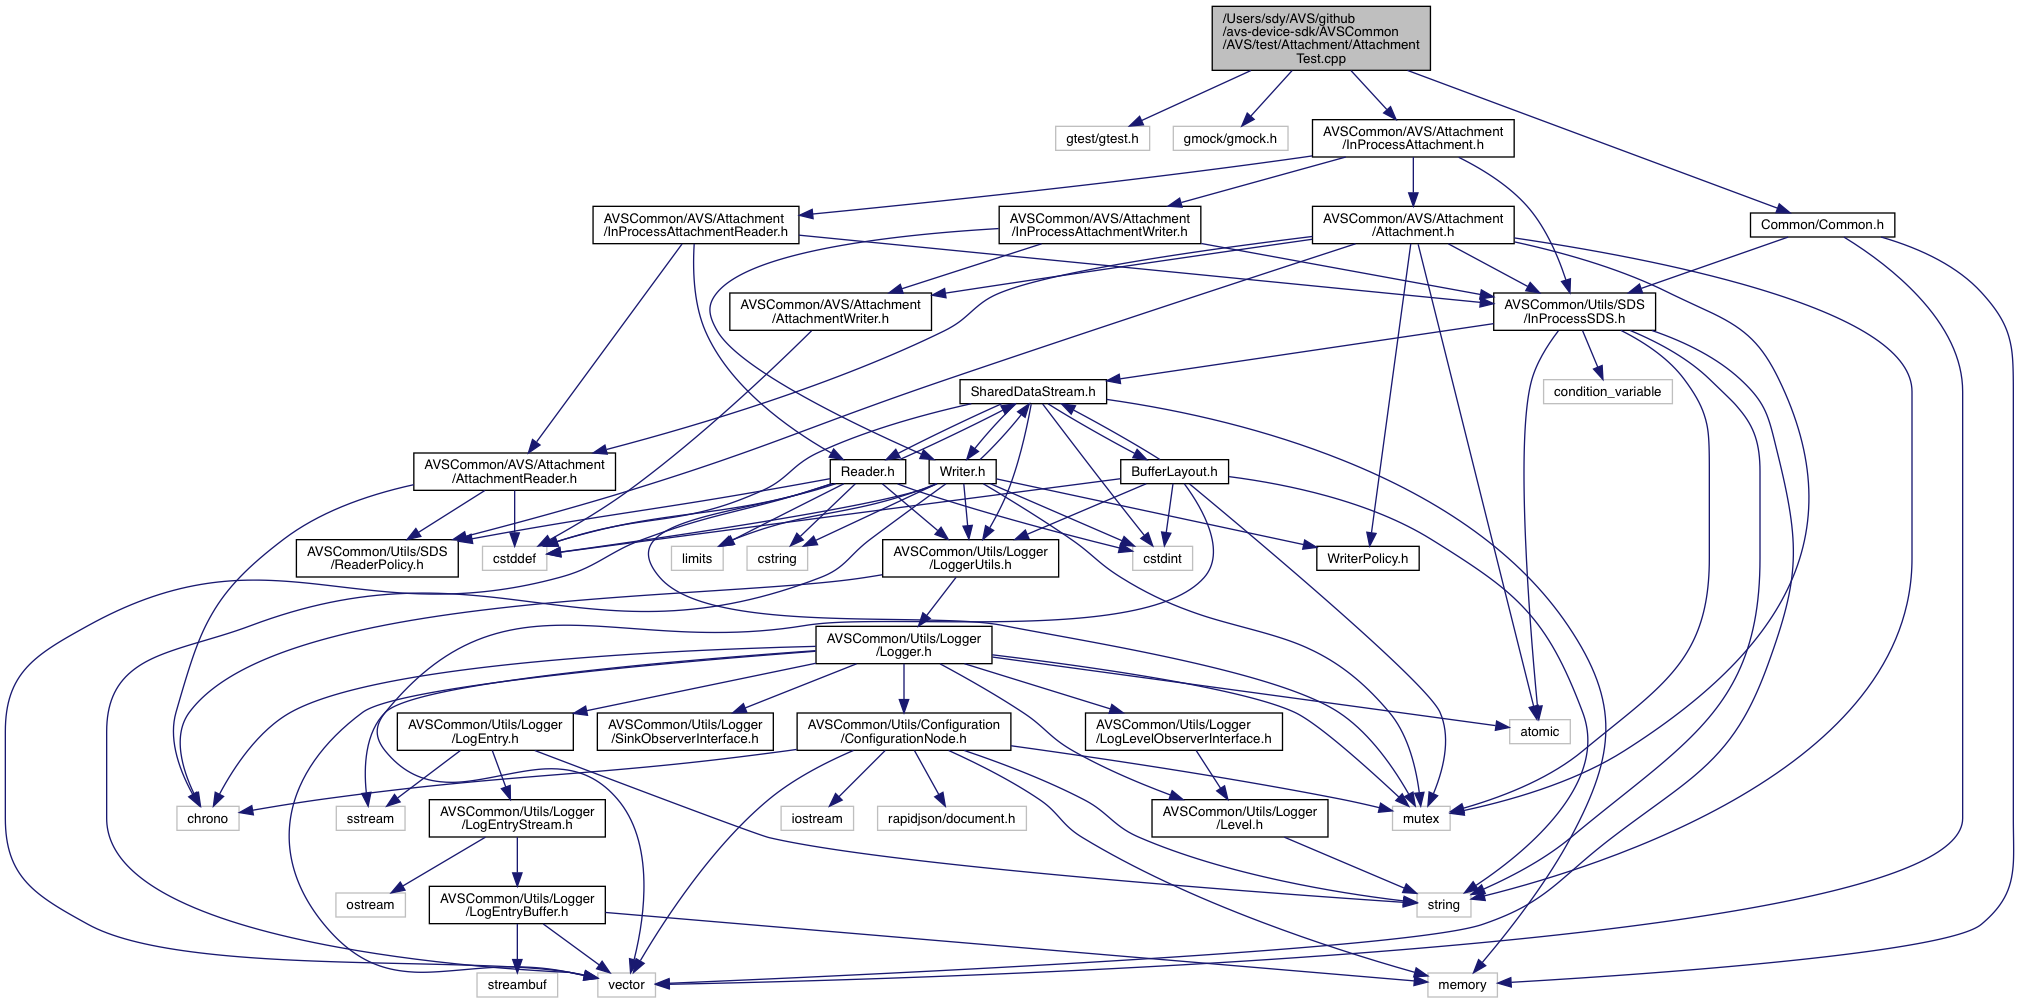 /Users/sdy/AVS/github
/avs-device-sdk/AVSCommon
/AVS/test/Attachment/Attachment
Test.cpp
gtest/gtest.h
gmock/gmock.h
AVSCommon/AVS/Attachment
/InProcessAttachment.h
AVSCommon/AVS/Attachment
/InProcessAttachmentReader.h
AVSCommon/AVS/Attachment
/InProcessAttachmentWriter.h
AVSCommon/AVS/Attachment
/Attachment.h
Common/Common.h
AVSCommon/AVS/Attachment
/AttachmentWriter.h
AVSCommon/Utils/SDS
/InProcessSDS.h
SharedDataStream.h
condition_variable
AVSCommon/AVS/Attachment
/AttachmentReader.h
Reader.h
Writer.h
BufferLayout.h
AVSCommon/Utils/SDS
/ReaderPolicy.h
cstddef
limits
cstring
AVSCommon/Utils/Logger
/LoggerUtils.h
cstdint
WriterPolicy.h
AVSCommon/Utils/Logger
/Logger.h
AVSCommon/Utils/Logger
/LogEntry.h
AVSCommon/Utils/Logger
/SinkObserverInterface.h
AVSCommon/Utils/Configuration
/ConfigurationNode.h
AVSCommon/Utils/Logger
/LogLevelObserverInterface.h
atomic
chrono
sstream
AVSCommon/Utils/Logger
/LogEntryStream.h
iostream
rapidjson/document.h
AVSCommon/Utils/Logger
/Level.h
mutex
ostream
AVSCommon/Utils/Logger
/LogEntryBuffer.h
string
streambuf
vector
memory